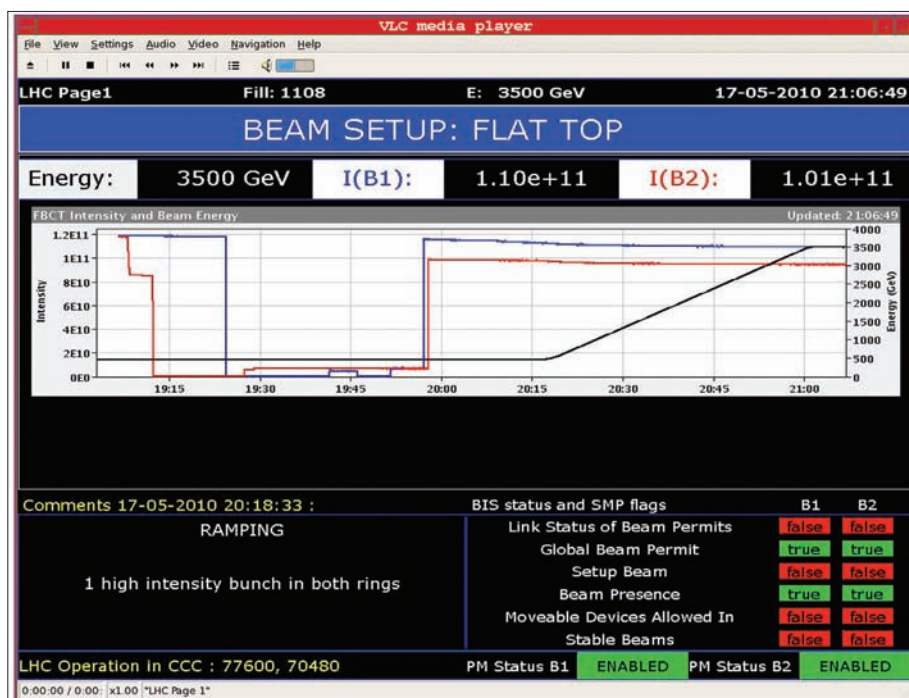 VLC media player
File View Settings Audio Video Navigation Help
LHC Page1 Fill: 1108 E: 3500 GeV 17-05-2010 21:06:49
BEAM SETUP: FLAT TOP
Energy: 3500 GeV I(B1): 1.10e+11 I(B2): 1.01e+11
FBCT Intensity and Beam Energy Updated: 21:06:49
1.2E11 4000
1E11 3500
8E10 3000
6E10 2500
4E10 2000
2E10 1500
0E0 1000
500
0
Intensity
Energy (GeV)
19:15 19:30 19:45 20:00 20:15 20:30 20:45 21:00
Comments 17-05-2010 20:18:33 :
RAMPING
1 high intensity bunch in both rings
BIS status and SMP flags B1 B2
Link Status of Beam Permits false false
Global Beam Permit true true
Setup Beam false false
Beam Presence true true
Moveable Devices Allowed In false false
Stable Beams false false
LHC Operation in CCC : 77600, 70480 PM Status B1 ENABLED PM Status B2 ENABLED
0:00:00 / 0:00: x1.00 "LHC Page 1"